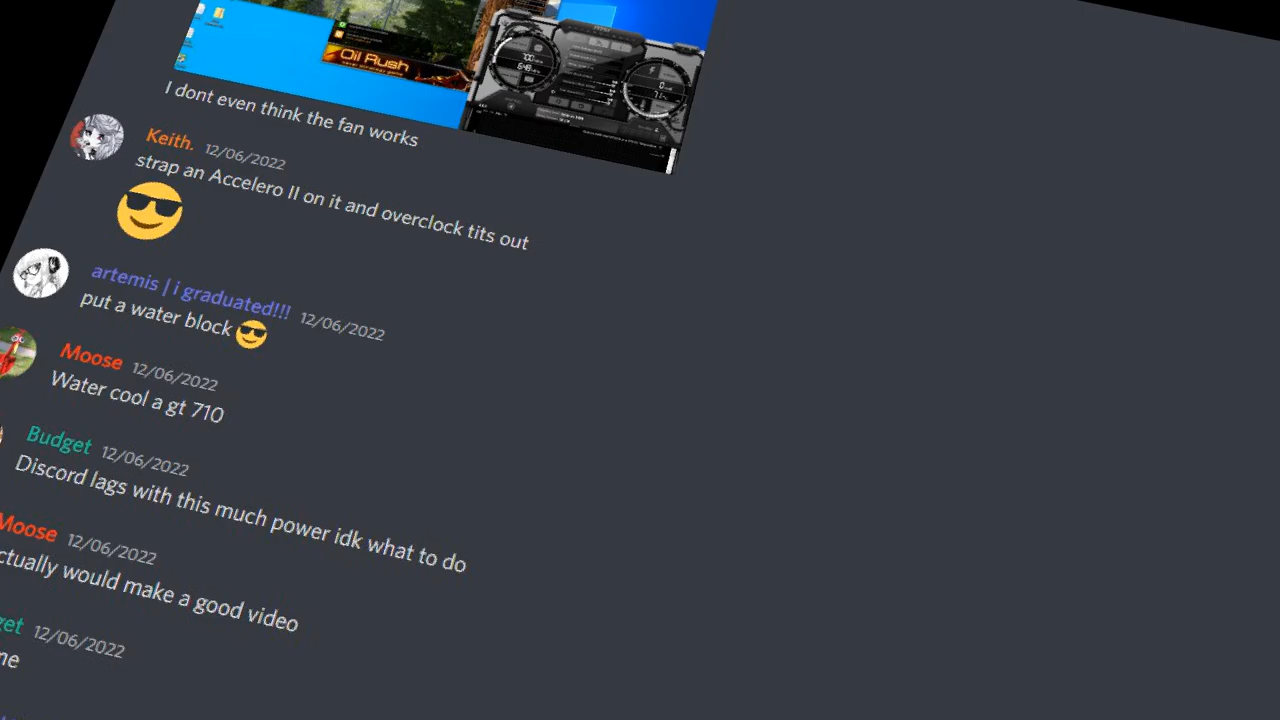 Oil Rush
I dont even think the fan works
Keith. 12/06/2022
strap an Accelero II on it and overclock tits out
artemis | i graduated!!! 12/06/2022
put a water block
Moose 12/06/2022
Water cool a gt 710
Budget 12/06/2022
Discord lags with this much power idk what to do
Moose 12/06/2022
ctually would make a good video
get 12/06/2022
me